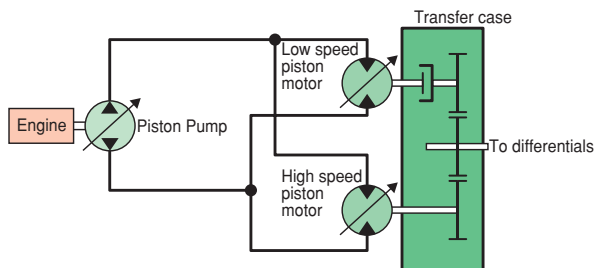 Transfer case
Low speed
piston
motor
Engine
Piston Pump
To differentials
High speed
piston
motor